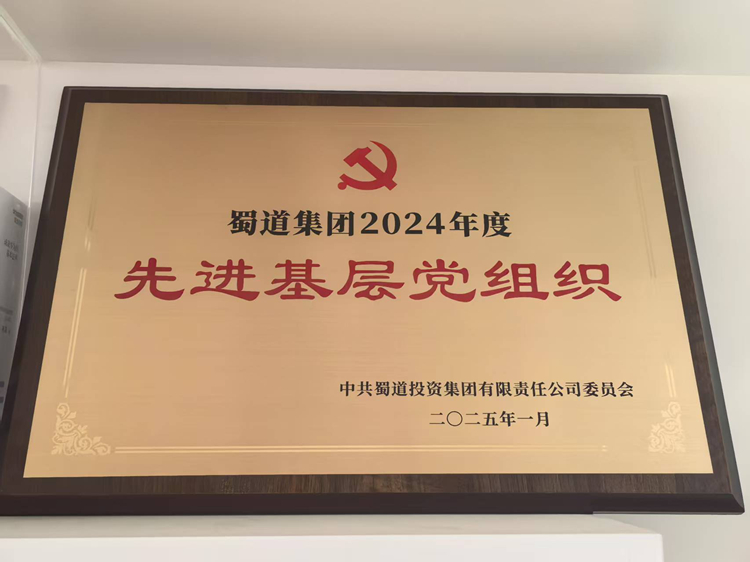 蜀道集团2024年度
先进基层党组织
中共蜀道投资集团有限责任公司委员会
二〇二五年一月